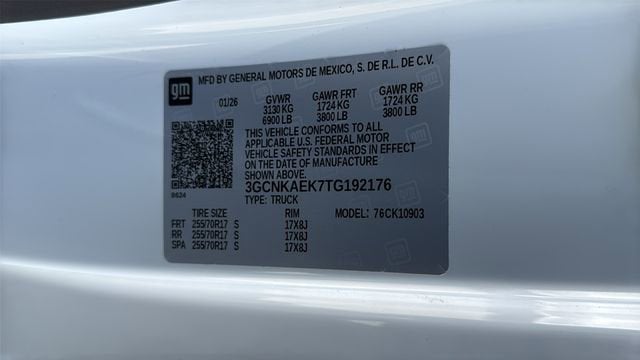 gm
MFD BY GENERAL MOTORS DE MEXICO, S. DE R.L. DE C.V.
01/26 GVWR GAWR FRT GAWR RR
3130 KG 1724 KG 1724 KG
6900 LB 3800 LB 3800 LB
THIS VEHICLE CONFORMS TO ALL
APPLICABLE U.S. FEDERAL MOTOR
VEHICLE SAFETY STANDARDS IN EFFECT
ON THE DATE OF MANUFACTURE
SHOWN ABOVE.
8624
3GCNKAEK7TG192176
TYPE: TRUCK
TIRE SIZE RIM MODEL: 76CK10903
FRT 255/70R17 S 17X8J
RR 255/70R17 S 17X8J
SPA 255/70R17 S 17X8J